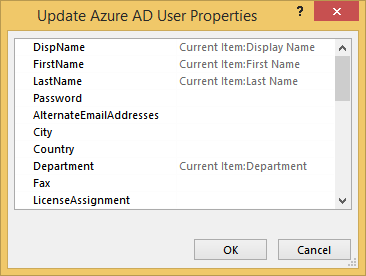 Update Azure AD User Properties ?
DispName Current Item:Display Name
FirstName Current Item:First Name
LastName Current Item:Last Name
Password
AlternateEmailAddresses
City
Country
Department Current Item:Department
Fax
LicenseAssignment
OK Cancel